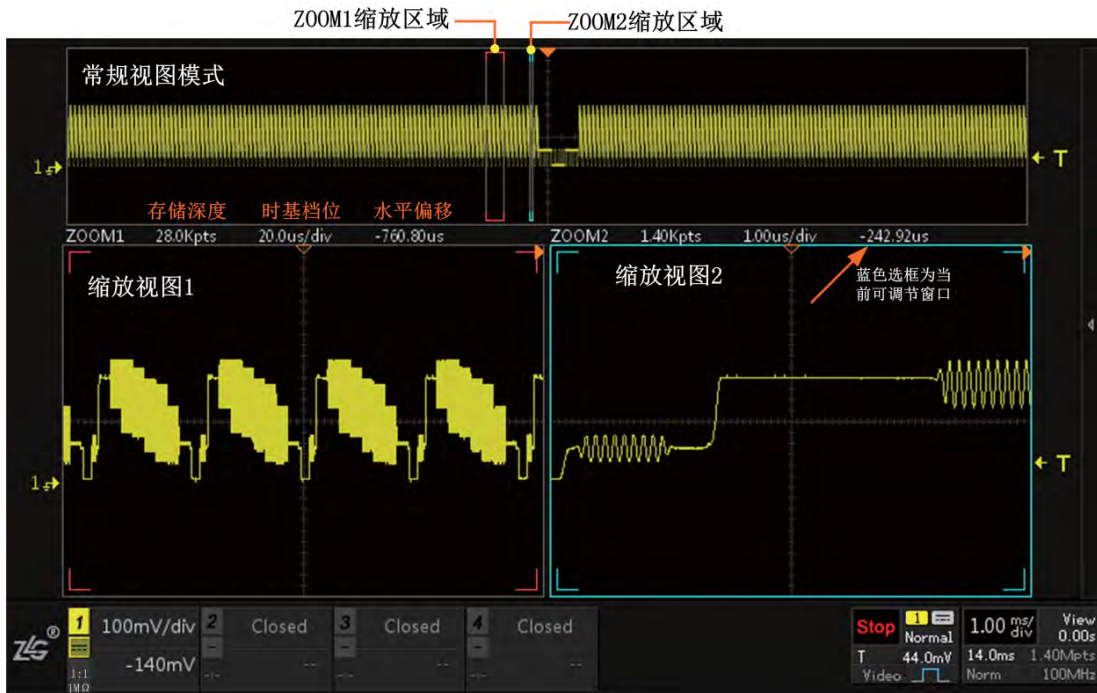 ZOOM1缩放区域
ZOOM2缩放区域
常规视图模式
1
T
存储深度 时基档位 水平偏移
ZOOM1 28.0Kpts 20.0us/div -760.80us
ZOOM2 1.40Kpts 1.00us/div -242.92us
缩放视图1
缩放视图2
蓝色选框为当
前可调节窗口
1
T
ZLG®
1 100mV/div
-140mV
1:1
1MΩ
2 Closed
--
-:-
3 Closed
--
-:-
4 Closed
--
-:-
Stop 1 Normal
T 44.0mV
Video
1.00 ms/div View 0.00s
14.0ms 1.40Mpts
Norm 100MHz